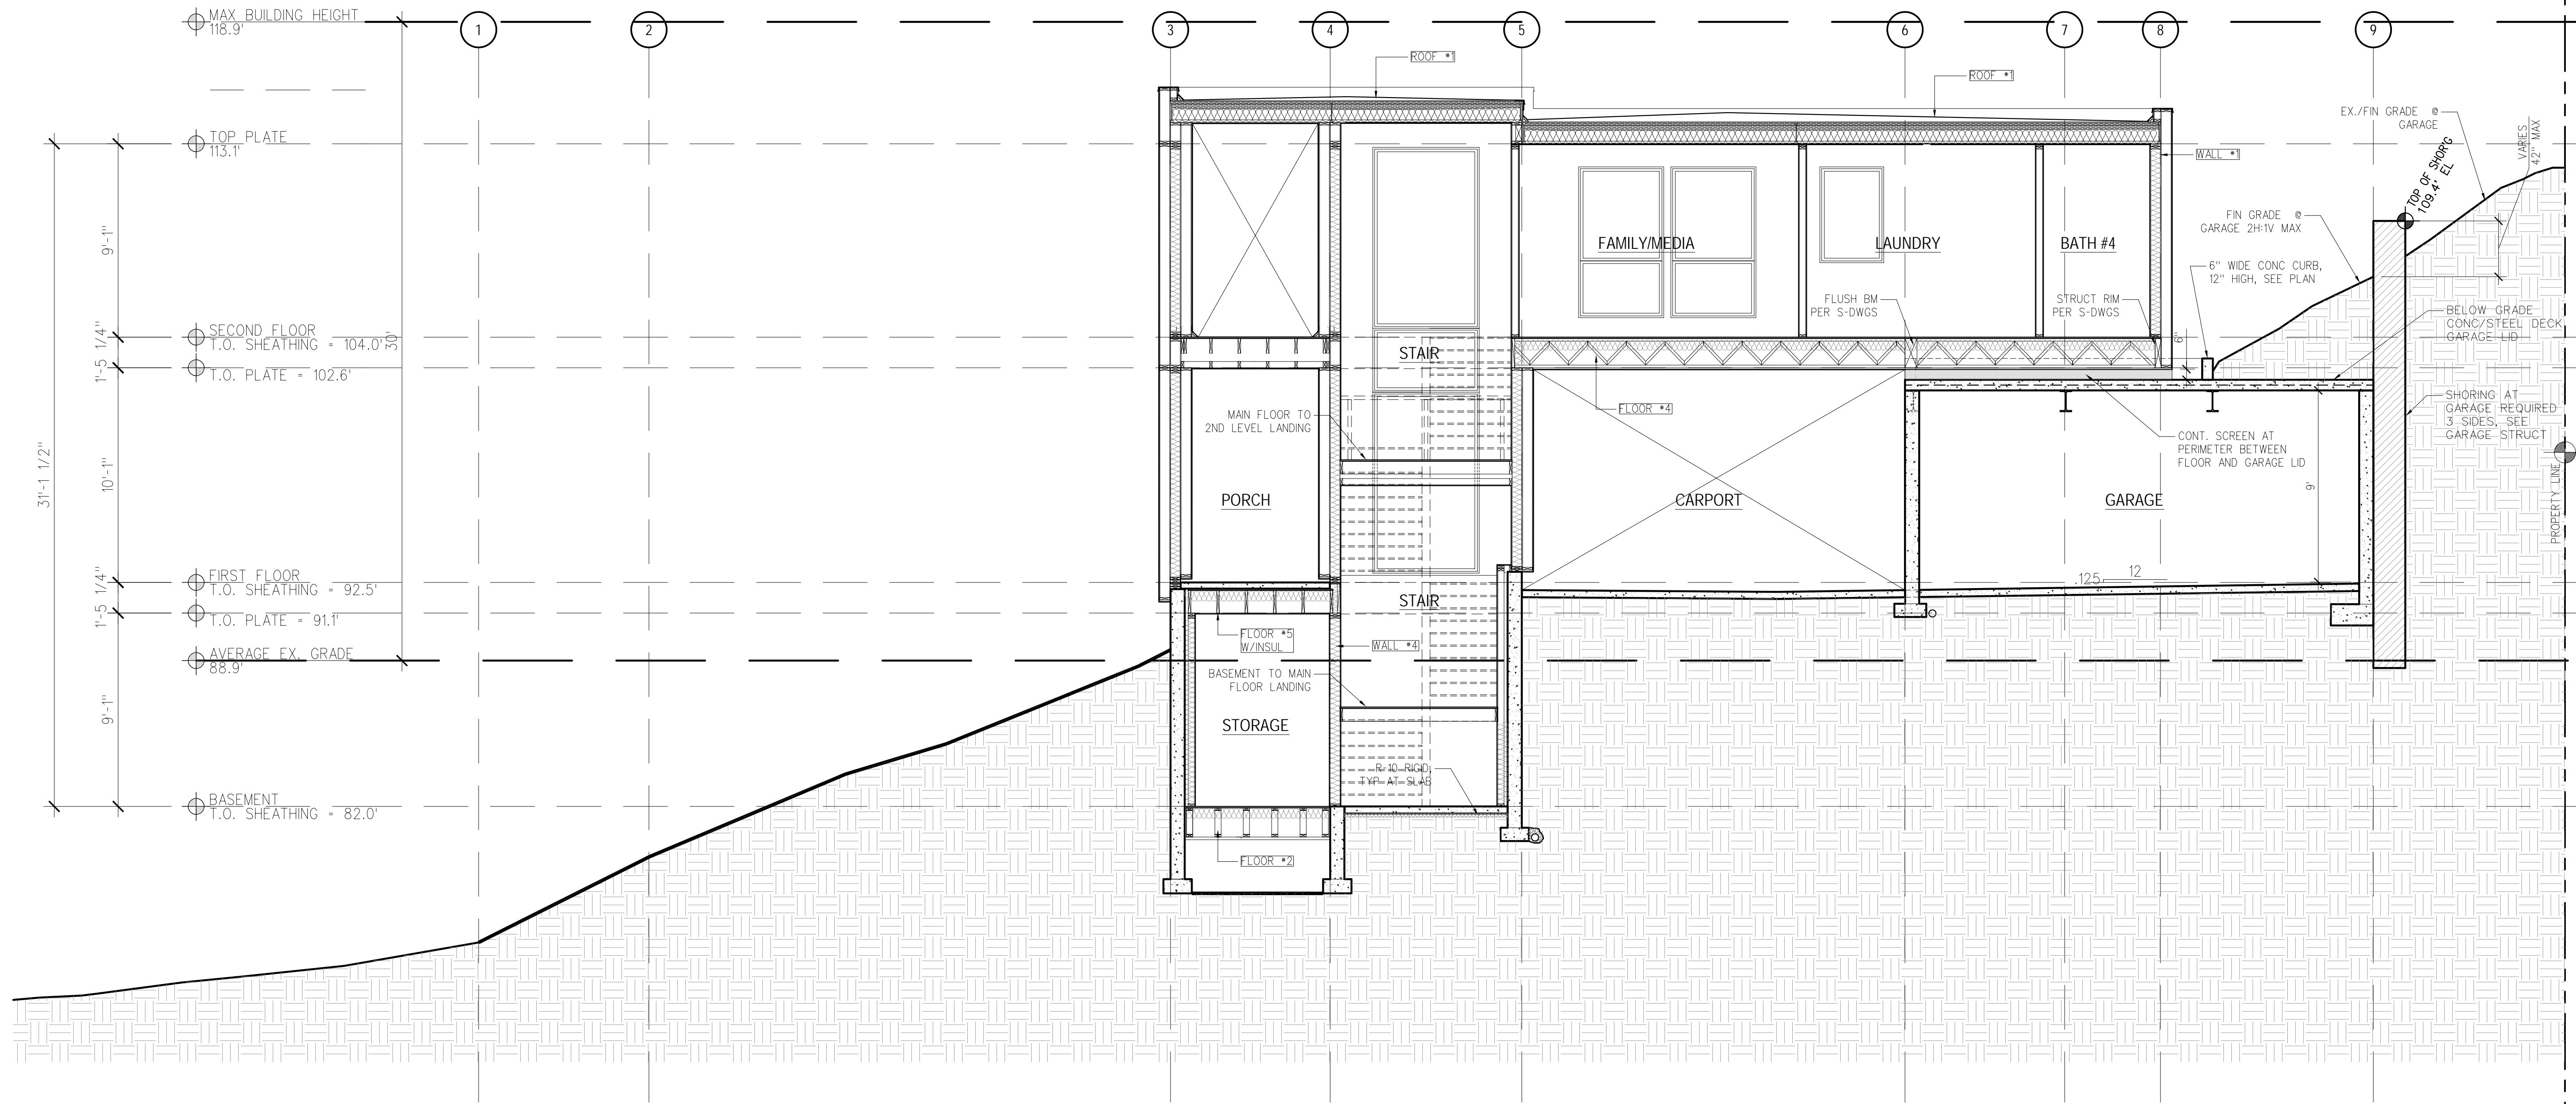 MAX BUILDING HEIGHT
118.9'
1
2
3
4
5
6
7
8
9
ROOF #1
ROOF #1
TOP PLATE
113.1'
EX./FIN GRADE @
GARAGE
VARIES
42" MAX
TOP OF SHOR'G
109.4' EL
WALL #1
FIN GRADE @
GARAGE 2H:1V MAX
6" WIDE CONC CURB,
12" HIGH, SEE PLAN
9'-1"
FAMILY/MEDIA
LAUNDRY
BATH #4
FLUSH BM
PER S-DWGS
STRUCT RIM
PER S-DWGS
BELOW GRADE
CONC/STEEL DECK
GARAGE LID
SECOND FLOOR
T.O. SHEATHING = 104.0'
30'
1'-5 1/4"
T.O. PLATE = 102.6'
STAIR
6"
FLOOR #4
MAIN FLOOR TO
2ND LEVEL LANDING
SHORING AT
GARAGE REQUIRED
3 SIDES, SEE
GARAGE STRUCT
CONT. SCREEN AT
PERIMETER BETWEEN
FLOOR AND GARAGE LID
31'-1 1/2"
10'-1"
PORCH
CARPORT
GARAGE
9'
PROPERTY LINE
FIRST FLOOR
T.O. SHEATHING = 92.5'
1'-5 1/4"
T.O. PLATE = 91.1'
STAIR
.125
12
FLOOR #5
W/INSUL
WALL #4
AVERAGE EX. GRADE
88.9'
BASEMENT TO MAIN
FLOOR LANDING
9'-1"
STORAGE
R-10 RIGID,
TYP AT SLAB
BASEMENT
T.O. SHEATHING = 82.0'
FLOOR #2